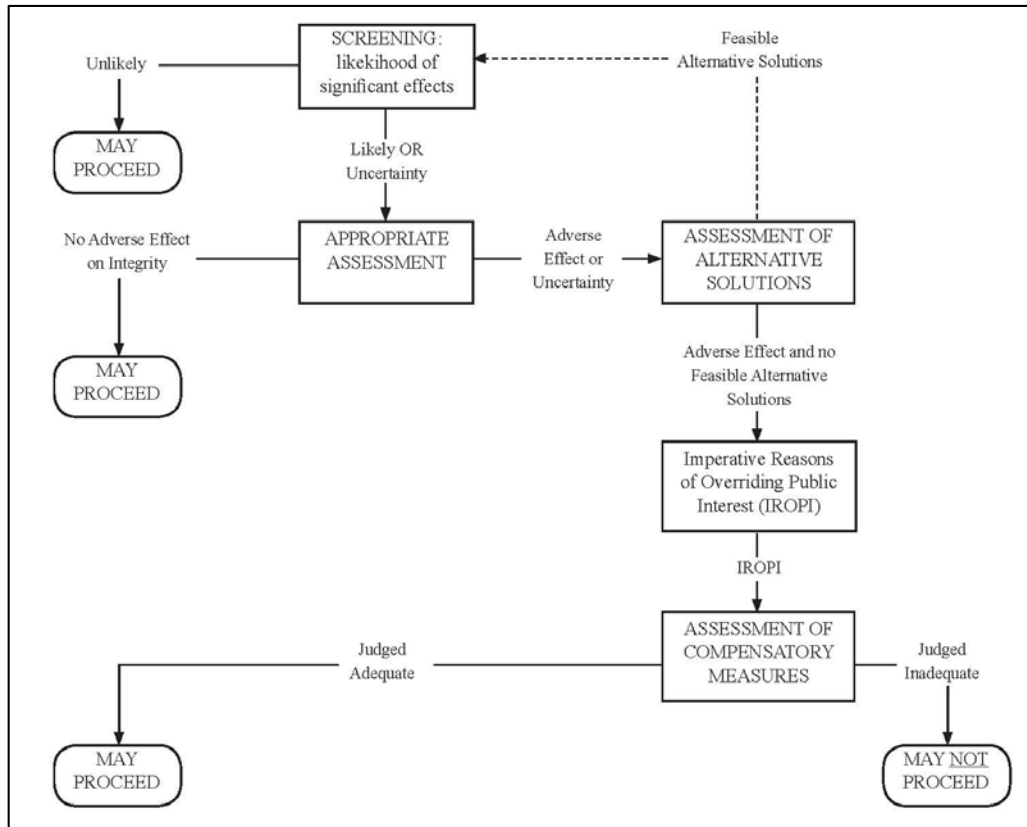 SCREENING:
likekihood of
significant effects
Feasible
Alternative Solutions
Unlikely
MAY
PROCEED
Likely OR
Uncertainty
No Adverse Effect
on Integrity
APPROPRIATE
ASSESSMENT
Adverse
Effect or
Uncertainty
ASSESSMENT OF
ALTERNATIVE
SOLUTIONS
MAY
PROCEED
Adverse Effect and no
Feasible Alternative
Solutions
Imperative Reasons
of Overriding Public
Interest (IROPI)
IROPI
ASSESSMENT OF
COMPENSATORY
MEASURES
Judged
Adequate
Judged
Inadequate
MAY
PROCEED
MAY NOT
PROCEED